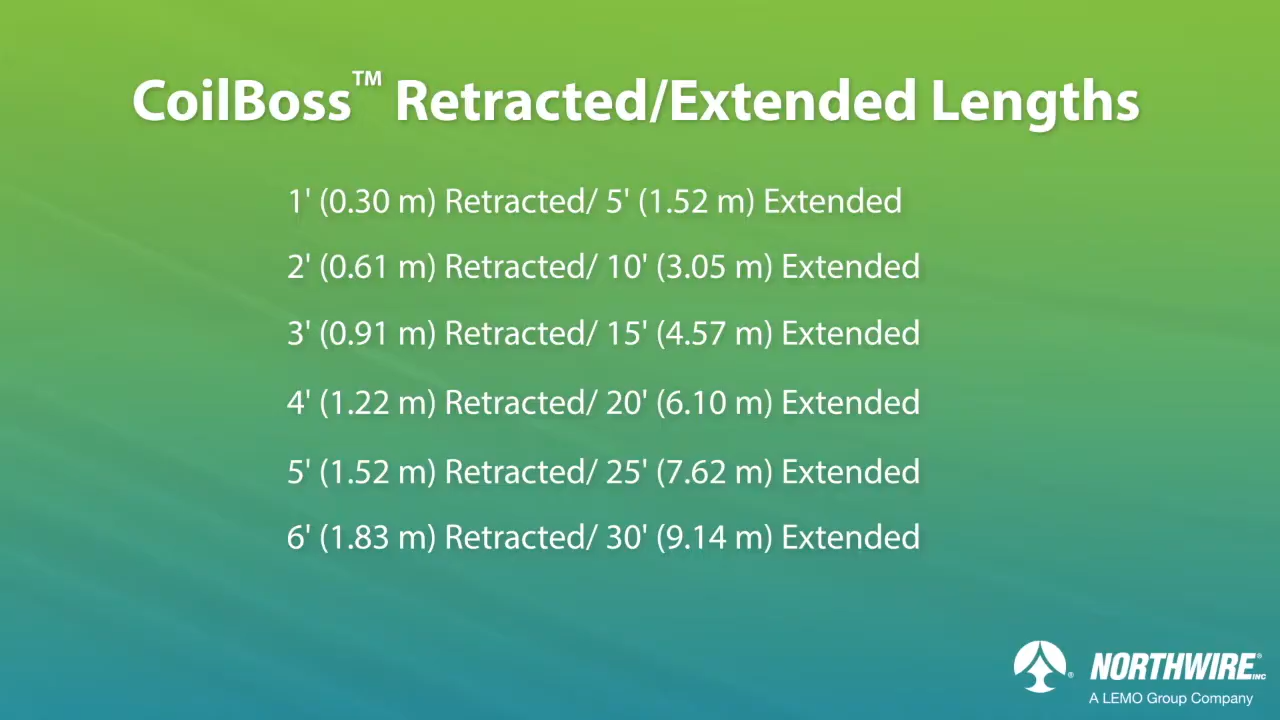 CoilBoss™ Retracted/Extended Lengths
1' (0.30 m) Retracted/ 5' (1.52 m) Extended
2' (0.61 m) Retracted/ 10' (3.05 m) Extended
3' (0.91 m) Retracted/ 15' (4.57 m) Extended
4' (1.22 m) Retracted/ 20' (6.10 m) Extended
5' (1.52 m) Retracted/ 25' (7.62 m) Extended
6' (1.83 m) Retracted/ 30' (9.14 m) Extended
® NORTHWIRE® INC
A LEMO Group Company